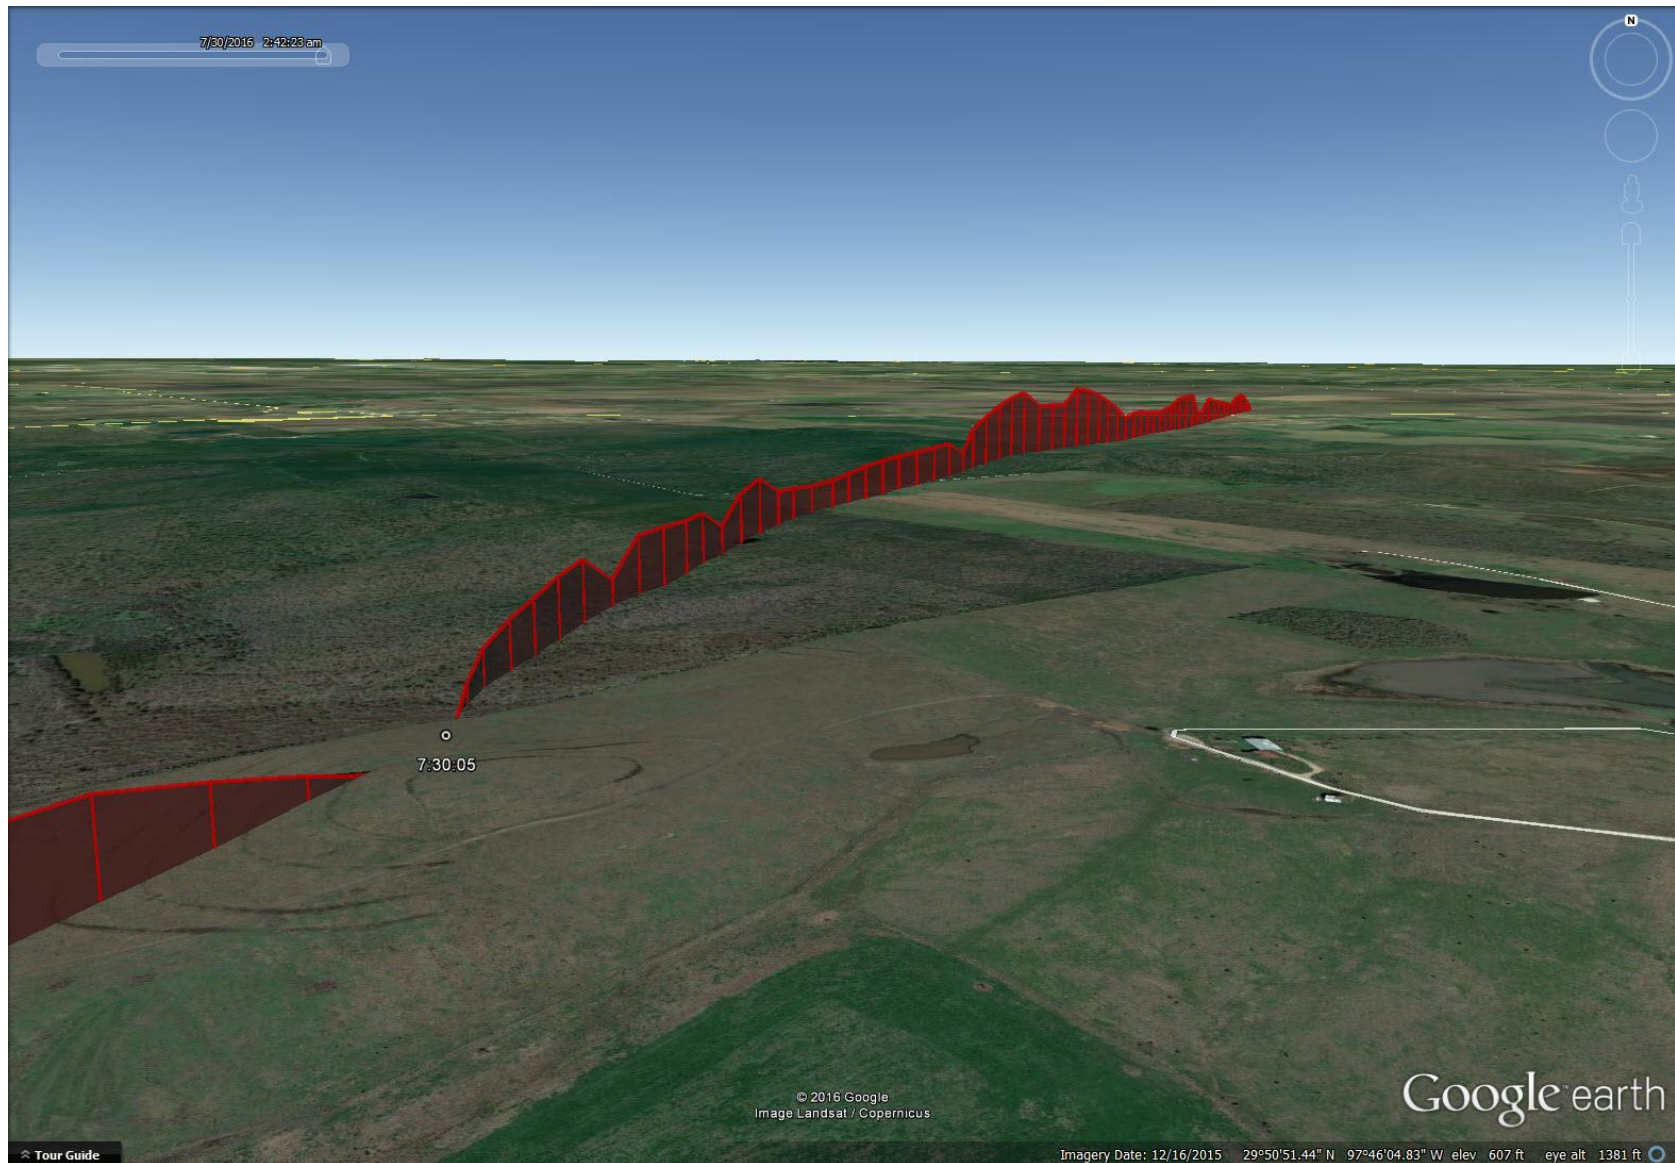 7/30/2016 2:42:23 am
N
7:30:05
© 2016 Google
Image Landsat / Copernicus
Google earth
Tour Guide
Imagery Date: 12/16/2015 29°50'51.44" N 97°46'04.83" W elev 607 ft eye alt 1381 ft